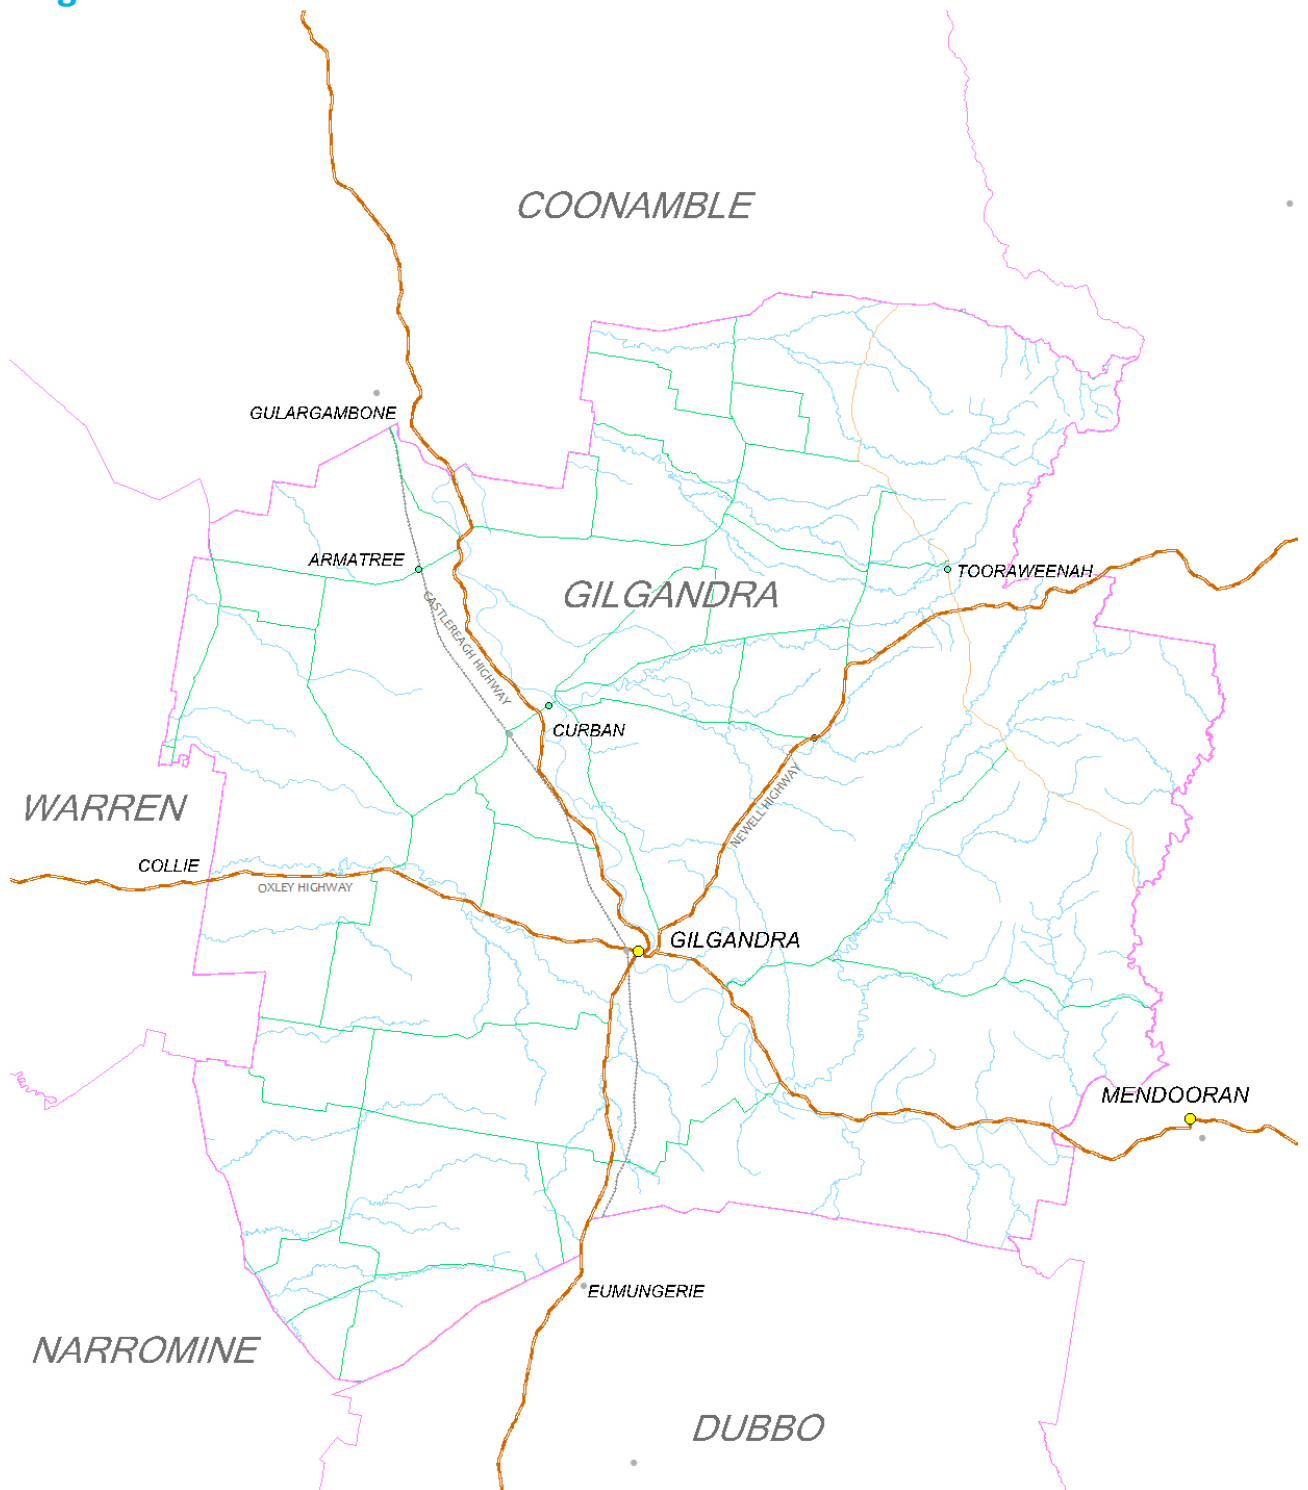 COONAMBLE
GULARGAMBONE
ARMATREE
TOORAWEENAH
GILGANDRA
CASTLEREAGH HIGHWAY
CURBAN
NEWELL HIGHWAY
WARREN
COLLIE
OXLEY HIGHWAY
GILGANDRA
MENDOORAN
EUMUNGERIE
NARROMINE
DUBBO